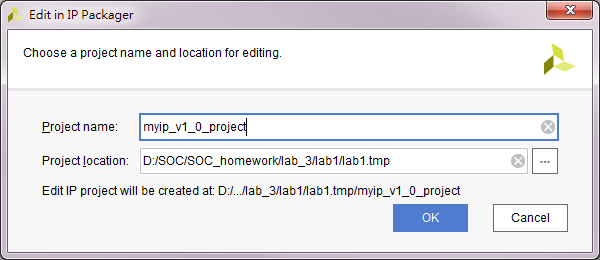 Edit in IP Packager
Choose a project name and location for editing.
Project name: myip_v1_0_project
Project location: D:/SOC/SOC_homework/lab_3/lab1/lab1.tmp ...
Edit IP project will be created at: D:/.../lab_3/lab1/lab1.tmp/myip_v1_0_project
OK Cancel